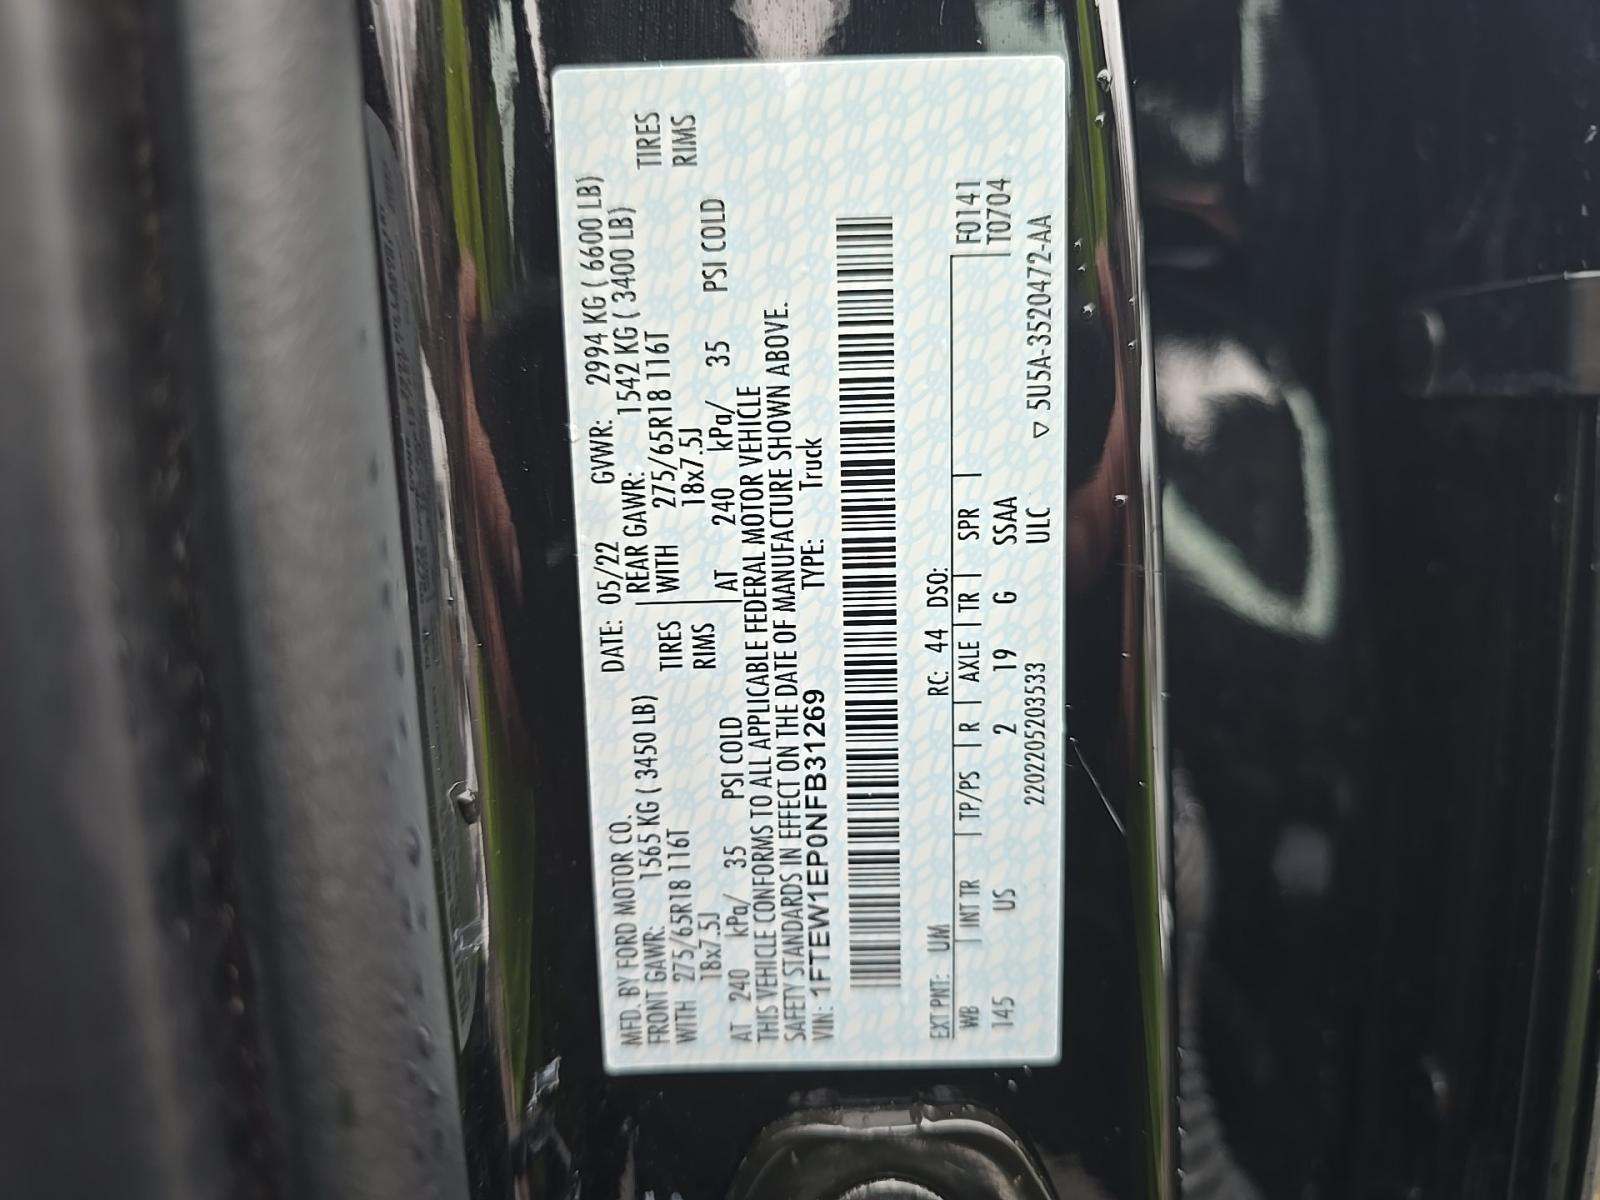 MFD. BY FORD MOTOR CO.
DATE: 05/22 GVWR: 2994 KG ( 6600 LB)
FRONT GAWR: 1565 KG ( 3450 LB)
REAR GAWR: 1542 KG ( 3400 LB)
WITH 275/65R18 116T TIRES
WITH 275/65R18 116T TIRES
18x7.5J RIMS
18x7.5J RIMS
AT 240 kPa/ 35 PSI COLD
AT 240 kPa/ 35 PSI COLD
THIS VEHICLE CONFORMS TO ALL APPLICABLE FEDERAL MOTOR VEHICLE
SAFETY STANDARDS IN EFFECT ON THE DATE OF MANUFACTURE SHOWN ABOVE.
VIN: 1FTEW1EP0NFB31269 TYPE: Truck
EXT PNT: UM RC: 44 DSO:
WB INT TR TP/PS R AXLE TR SPR F0141
T0704
145 US 2 19 G SSAA
2202205203533 ULC ▽ 5U5A-3520472-AA